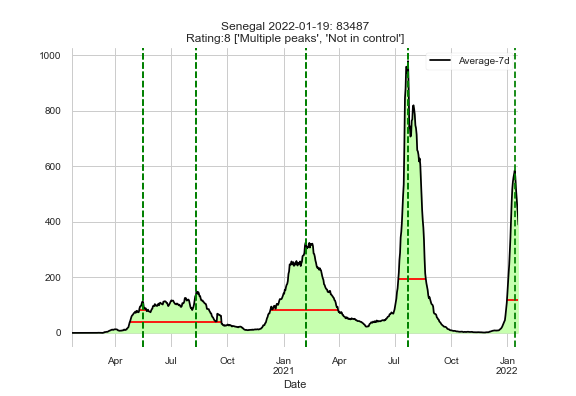 Senegal 2022-01-19: 83487
Rating:8 ['Multiple peaks', 'Not in control']
Average-7d
1000
800
600
400
200
0
Apr Jul Oct Jan Apr Jul Oct Jan
2021 2022
Date